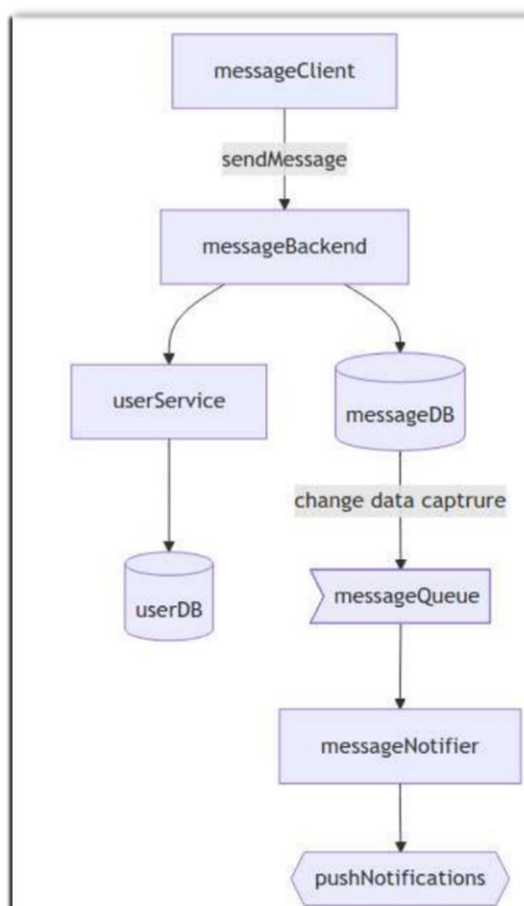 messageClient
sendMessage
messageBackend
userService
messageDB
change data captrure
userDB
messageQueue
messageNotifier
pushNotifications